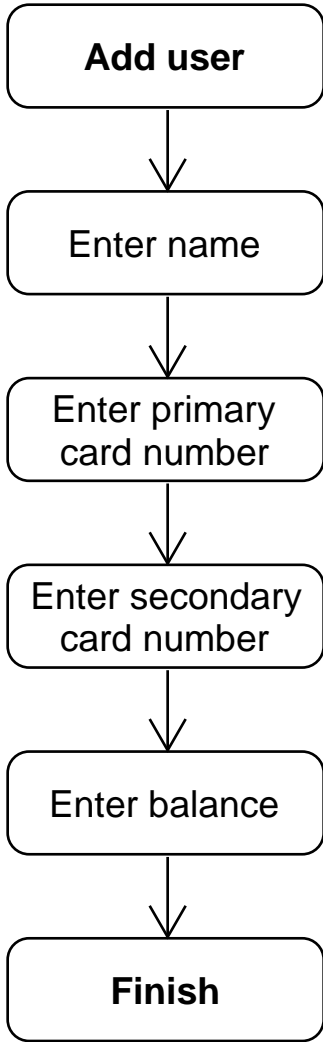 Add user
Enter name
Enter primary
card number
Enter secondary
card number
Enter balance
Finish